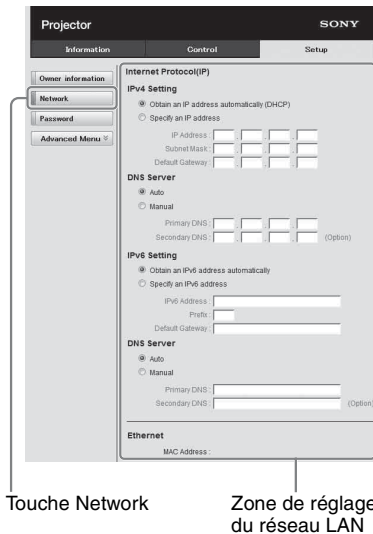 Projector
SONY
Information Control Setup
Owner information
Network
Password
Advanced Menu
Internet Protocol(IP)
IPv4 Setting
Obtain an IP address automatically (DHCP)
Specify an IP address
IP Address :
Subnet Mask :
Default Gateway :
DNS Server
Auto
Manual
Primary DNS :
Secondary DNS : (Option)
IPv6 Setting
Obtain an IPv6 address automatically
Specify an IPv6 address
IPv6 Address :
Prefix :
Default Gateway :
DNS Server
Auto
Manual
Primary DNS :
Secondary DNS : (Option)
Ethernet
MAC Address :
Touche Network
Zone de réglage
du réseau LAN